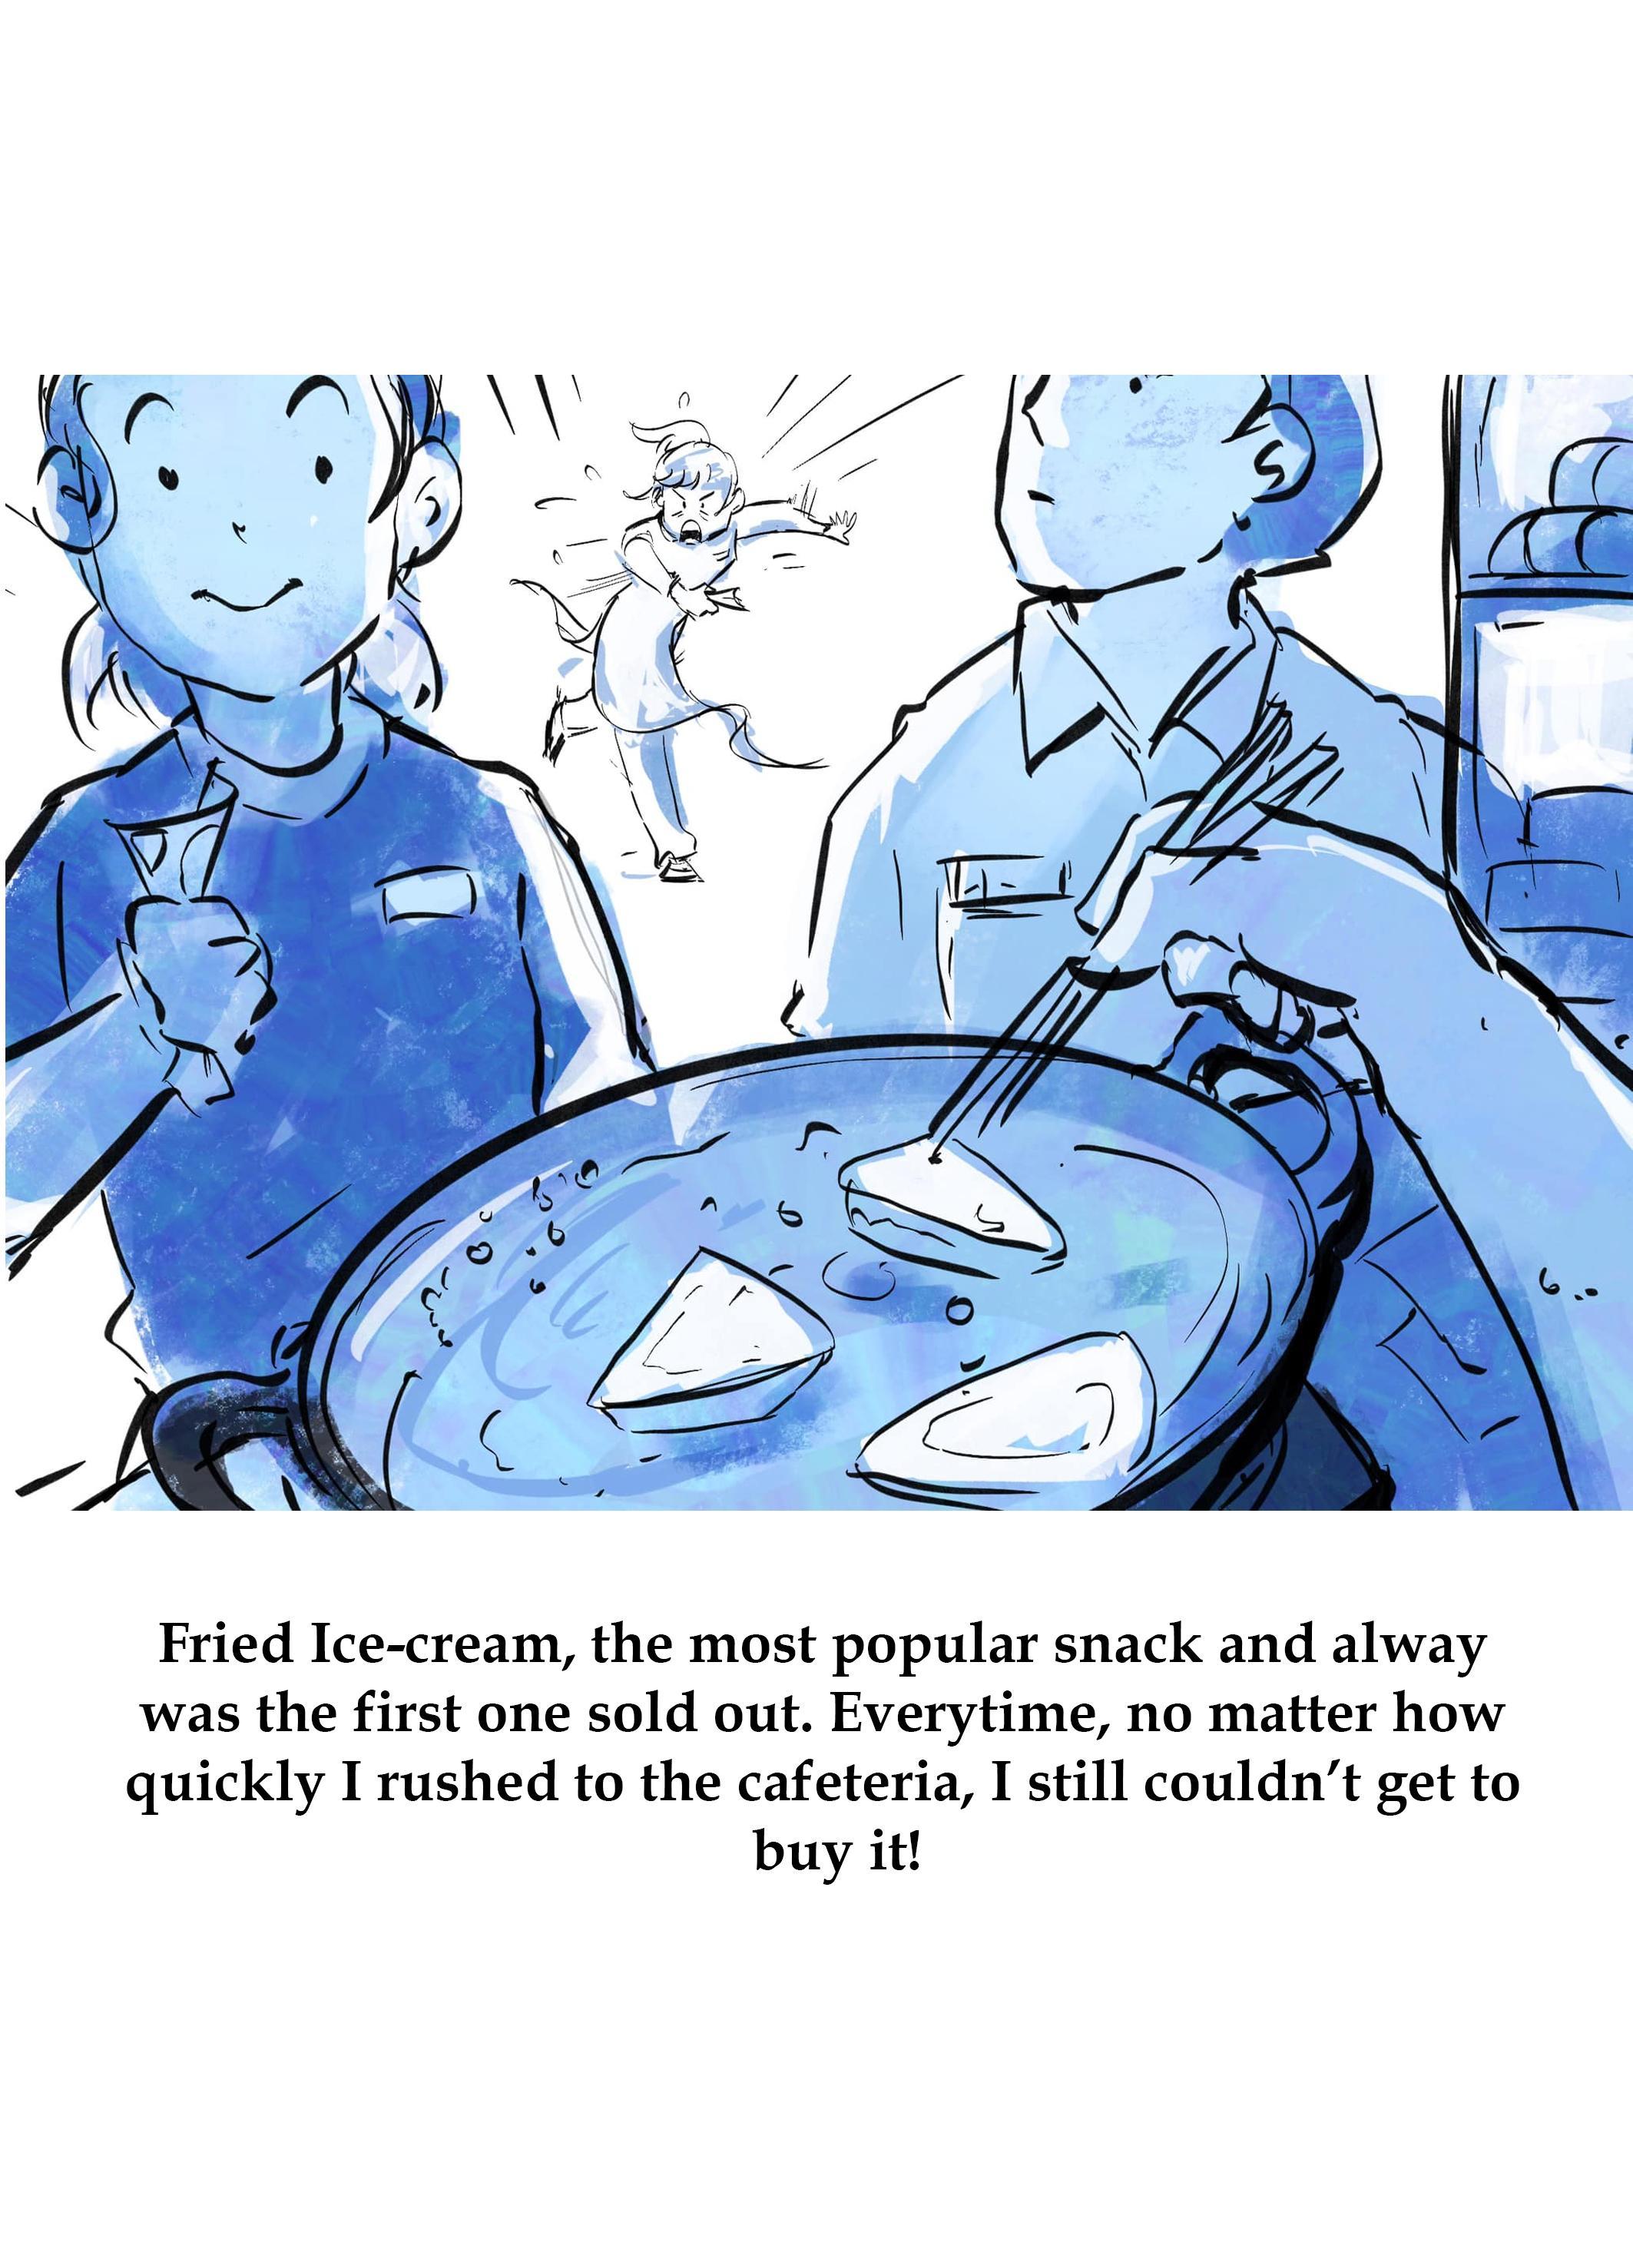 Fried Ice-cream, the most popular snack and alway
was the first one sold out. Everytime, no matter how
quickly I rushed to the cafeteria, I still couldn’t get to
buy it!